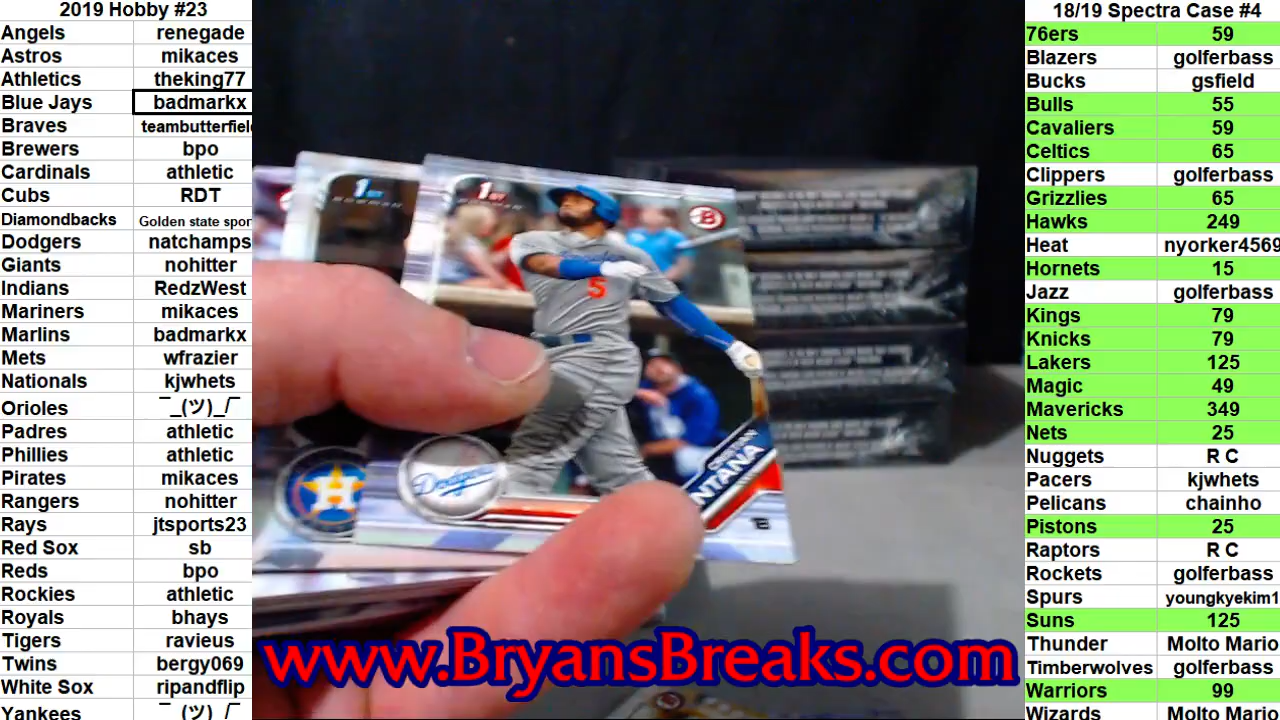 2019 Hobby #23
Angels renegade
Astros mikaces
Athletics theking77
Blue Jays badmarkx
Braves teambutterfiel
Brewers bpo
Cardinals athletic
Cubs RDT
Diamondbacks Golden state spor
Dodgers natchamps
Giants nohitter
Indians RedzWest
Mariners mikaces
Marlins badmarkx
Mets wfrazier
Nationals kjwhets
Orioles ¯_(ツ)_/¯
Padres athletic
Phillies athletic
Pirates mikaces
Rangers nohitter
Rays jtsports23
Red Sox sb
Reds bpo
Rockies athletic
Royals bhays
Tigers ravieus
Twins bergy069
White Sox ripandflip
Yankees ¯_(ツ)_/¯
1ST
1ST
B
5
Dodgers
NTANA
www.BryansBreaks.com
18/19 Spectra Case #4
76ers 59
Blazers golferbass
Bucks gsfield
Bulls 55
Cavaliers 59
Celtics 65
Clippers golferbass
Grizzlies 65
Hawks 249
Heat nyorker4569
Hornets 15
Jazz golferbass
Kings 79
Knicks 79
Lakers 125
Magic 49
Mavericks 349
Nets 25
Nuggets R C
Pacers kjwhets
Pelicans chainho
Pistons 25
Raptors R C
Rockets golferbass
Spurs youngkyekim1
Suns 125
Thunder Molto Mario
Timberwolves golferbass
Warriors 99
Wizards Molto Mario